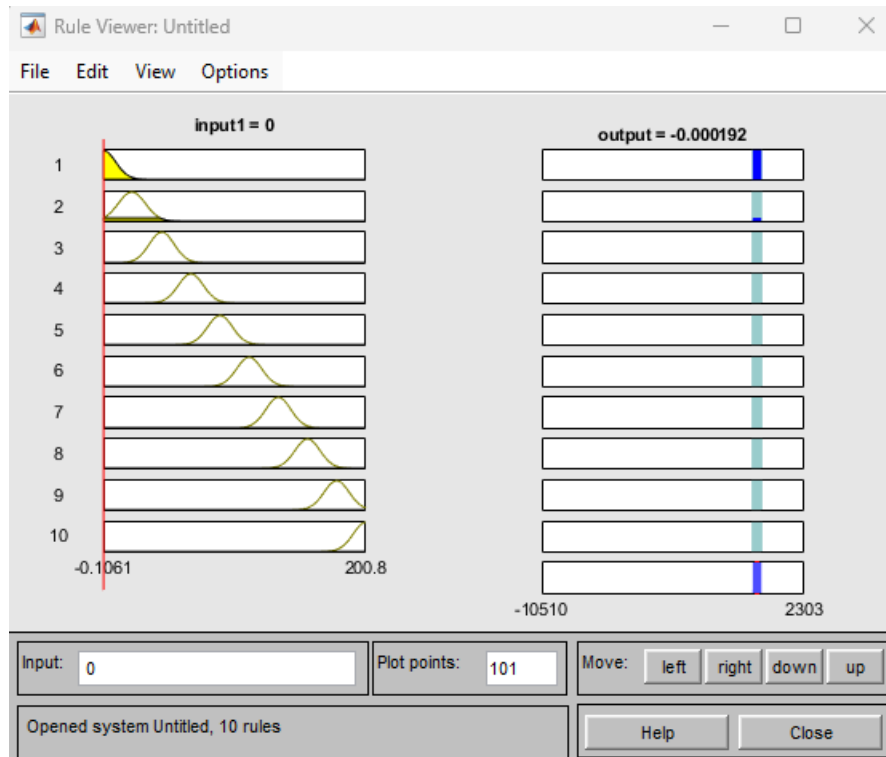 Rule Viewer: Untitled
File Edit View Options
input1 = 0
output = -0.000192
1
2
3
4
5
6
7
8
9
10
-0.1061 200.8
-10510 2303
Input: 0 Plot points: 101 Move: left right down up
Opened system Untitled, 10 rules Help Close